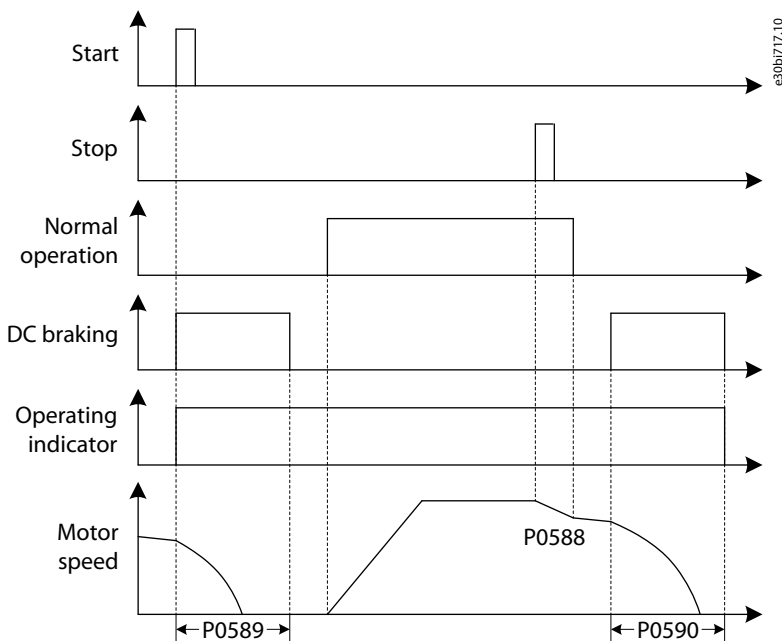 e30bi717.10
Start
Stop
Normal
operation
DC braking
Operating
indicator
Motor
speed
P0588
P0589
P0590